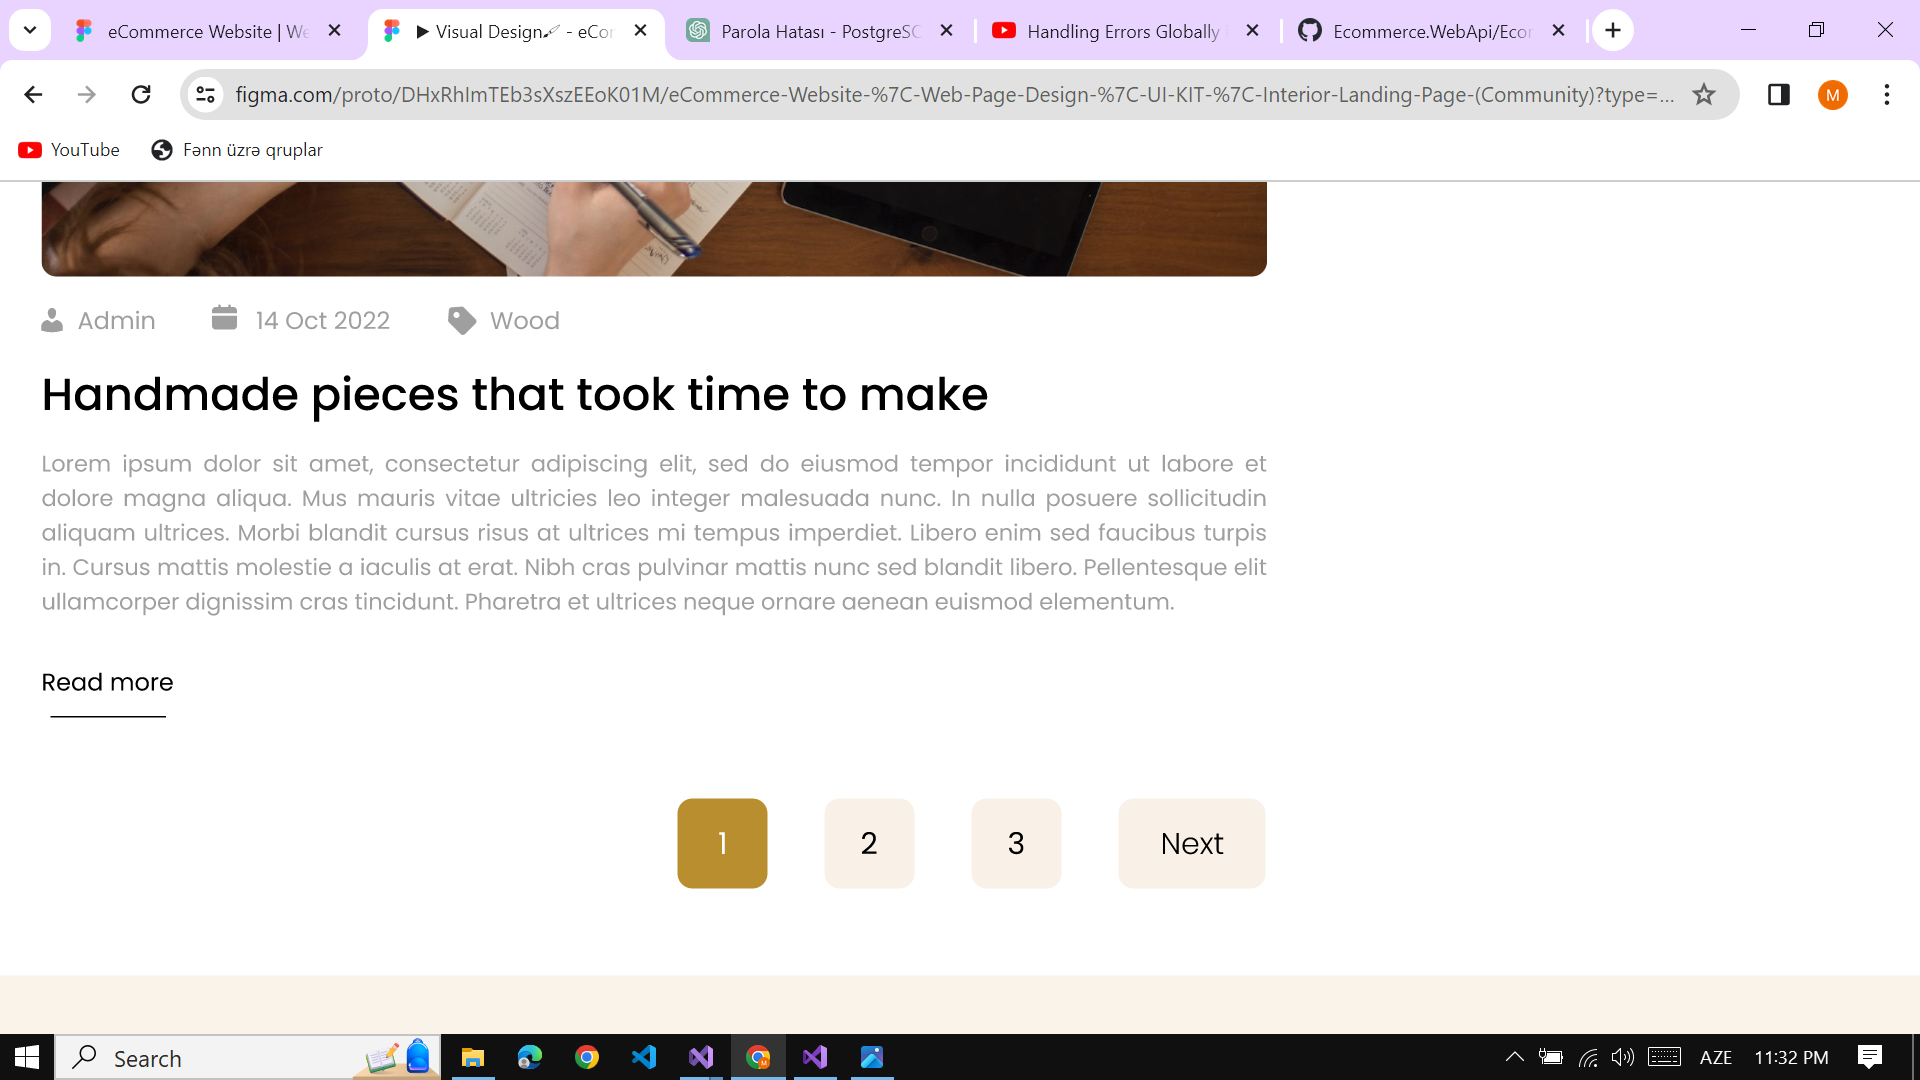 eCommerce Website | We
▶ Visual Design🖌 - eCor
Parola Hatası - PostgreSQ
Handling Errors Globally
Ecommerce.WebApi/Ecor
figma.com/proto/DHxRhImTEb3sXszEEoK01M/eCommerce-Website-%7C-Web-Page-Design-%7C-UI-KIT-%7C-Interior-Landing-Page-(Community)?type=...
M
YouTube
Fənn üzrə qruplar
Admin
14 Oct 2022
Wood
Handmade pieces that took time to make
Lorem ipsum dolor sit amet, consectetur adipiscing elit, sed do eiusmod tempor incididunt ut labore et
dolore magna aliqua. Mus mauris vitae ultricies leo integer malesuada nunc. In nulla posuere sollicitudin
aliquam ultrices. Morbi blandit cursus risus at ultrices mi tempus imperdiet. Libero enim sed faucibus turpis
in. Cursus mattis molestie a iaculis at erat. Nibh cras pulvinar mattis nunc sed blandit libero. Pellentesque elit
ullamcorper dignissim cras tincidunt. Pharetra et ultrices neque ornare aenean euismod elementum.
Read more
1
2
3
Next
Search
AZE
11:32 PM